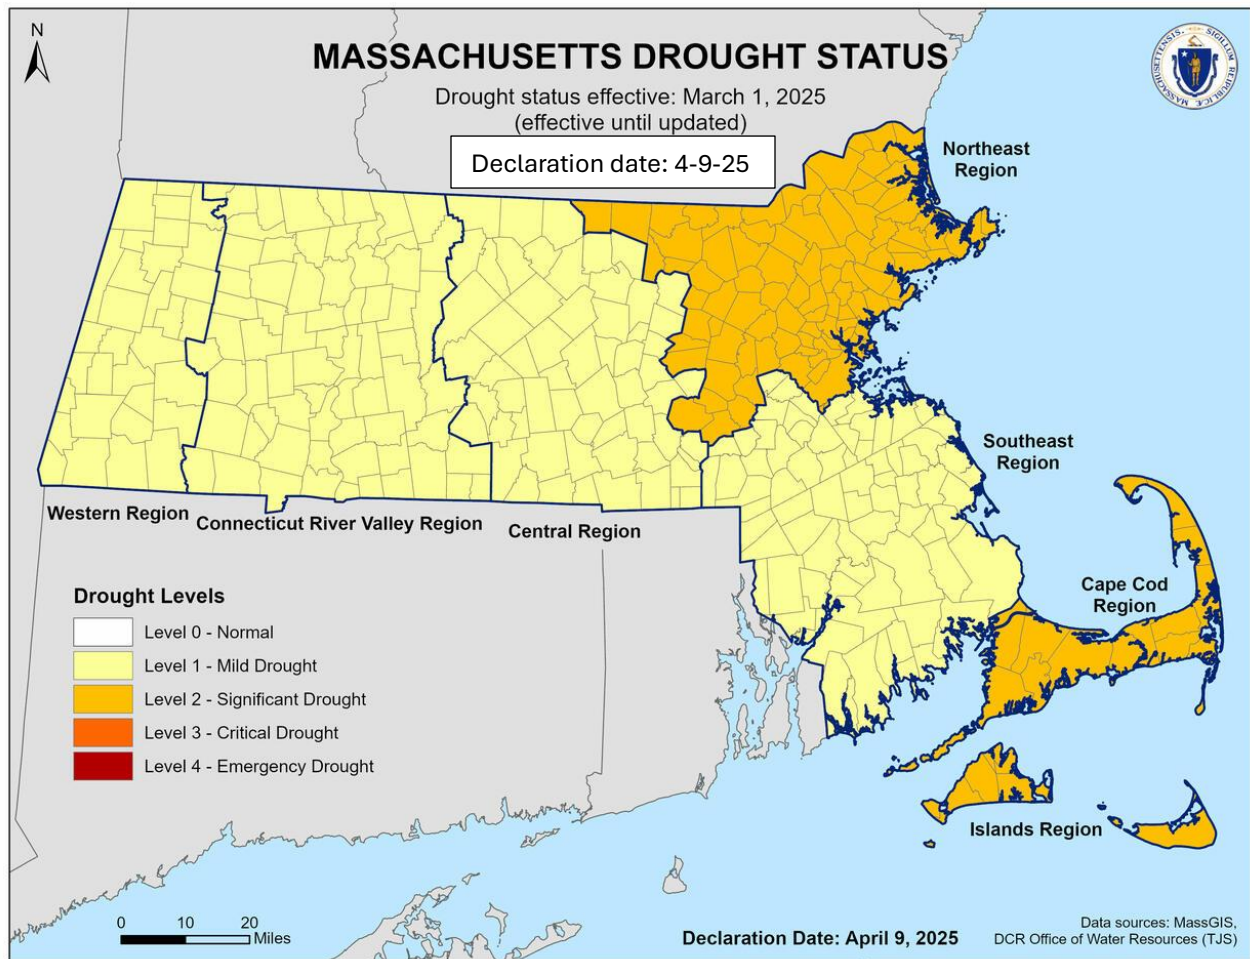 N
MASSACHUSETTS DROUGHT STATUS
Drought status effective: March 1, 2025
(effective until updated)
Declaration date: 4-9-25
Northeast
Region
Southeast
Region
Western Region
Connecticut River Valley Region
Central Region
Cape Cod
Region
Drought Levels
Level 0 - Normal
Level 1 - Mild Drought
Level 2 - Significant Drought
Level 3 - Critical Drought
Level 4 - Emergency Drought
Islands Region
0 10 20
Miles
Declaration Date: April 9, 2025
Data sources: MassGIS,
DCR Office of Water Resources (TJS)